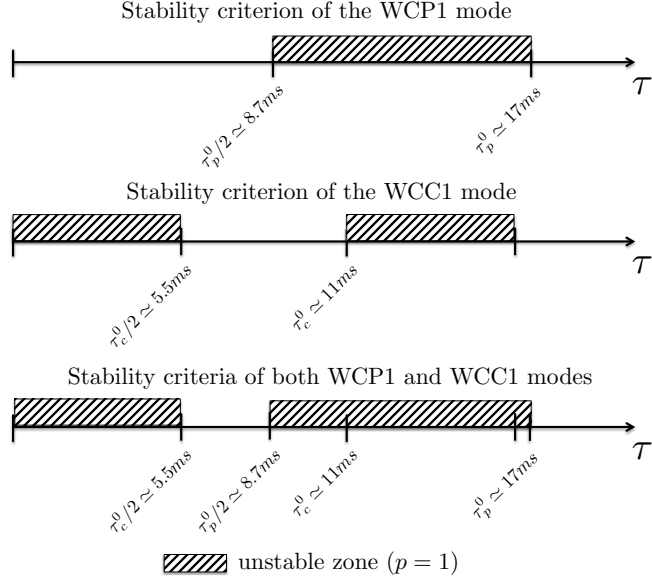 Stability criterion of the WCP1 mode
τ
τ_p^0/2 ≃ 8.7ms
τ_p^0 ≃ 17ms
Stability criterion of the WCC1 mode
τ
τ_c^0/2 ≃ 5.5ms
τ_c^0 ≃ 11ms
Stability criteria of both WCP1 and WCC1 modes
τ
τ_c^0/2 ≃ 5.5ms
τ_p^0/2 ≃ 8.7ms
τ_c^0 ≃ 11ms
τ_p^0 ≃ 17ms
unstable zone (p = 1)